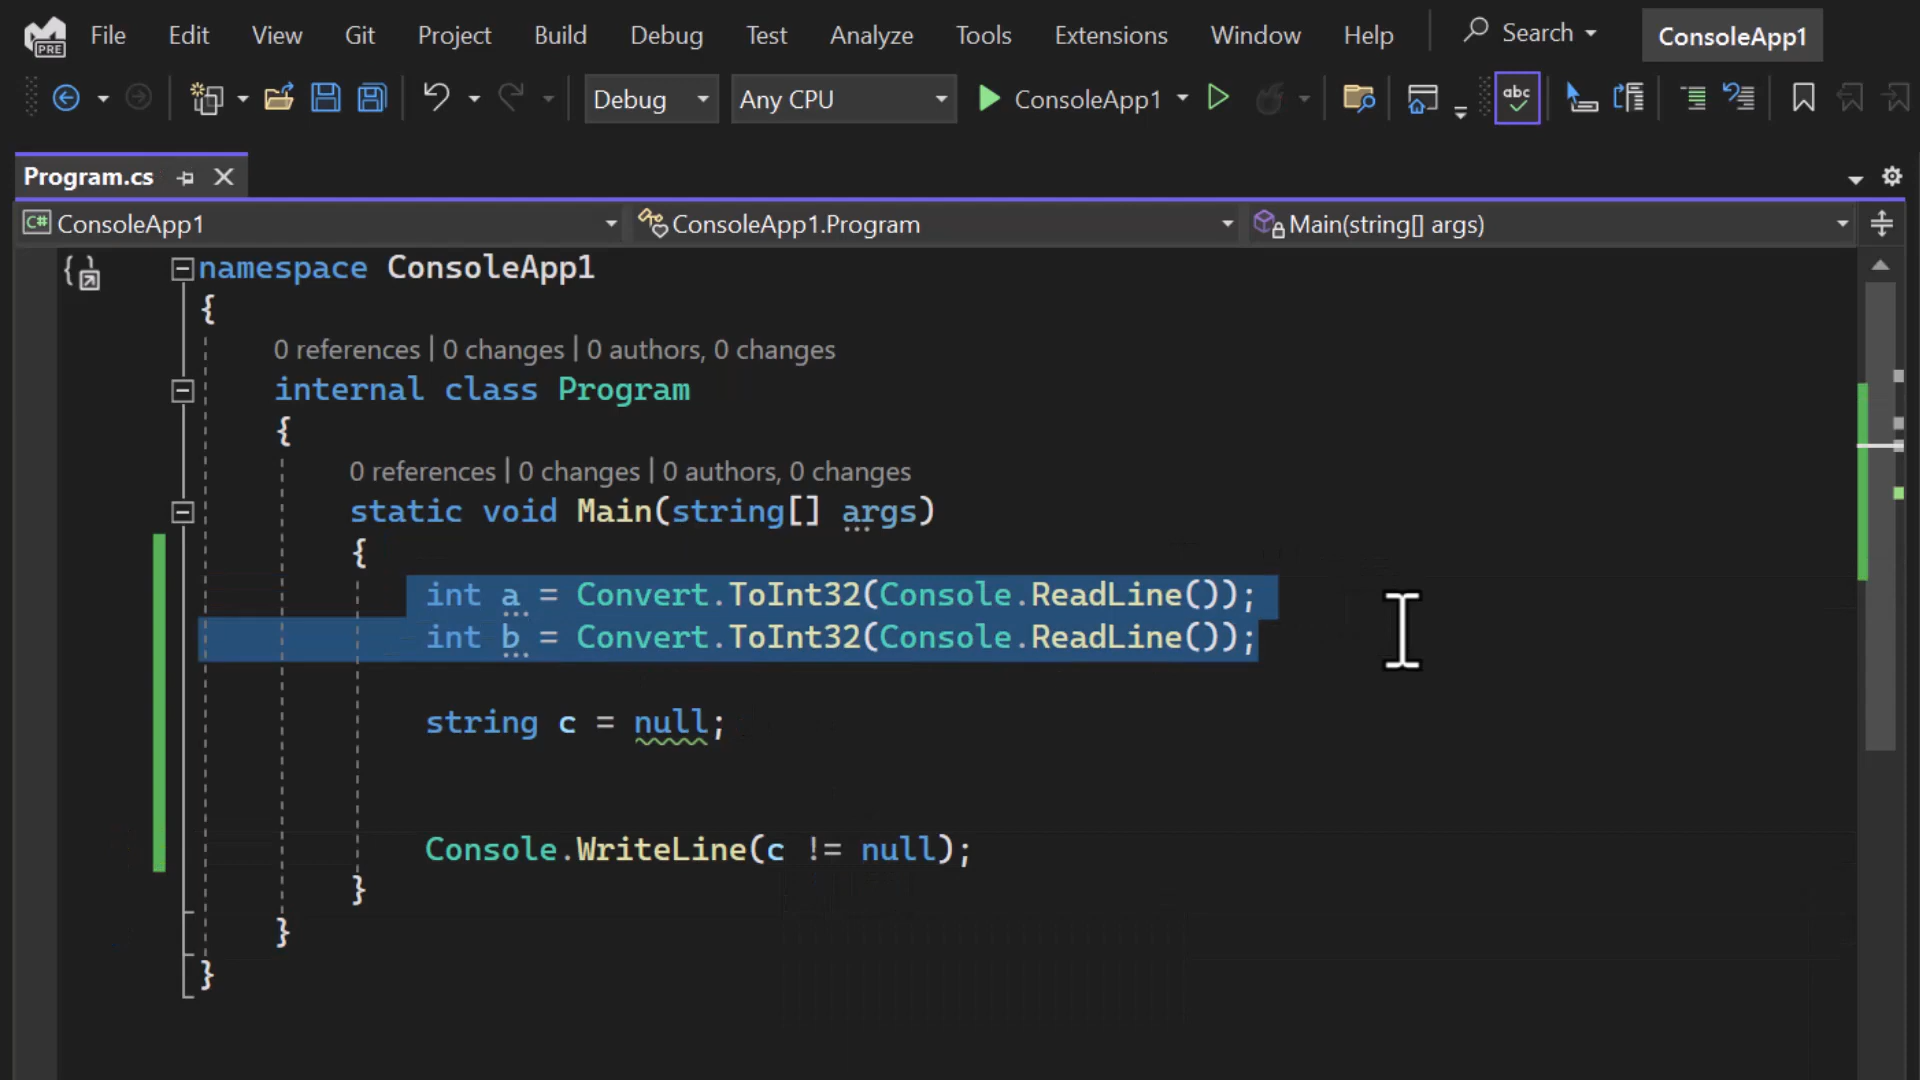 PRE File Edit View Git Project Build Debug Test Analyze Tools Extensions Window Help Search ConsoleApp1
Debug Any CPU ConsoleApp1 abc
Program.cs
C# ConsoleApp1 ConsoleApp1.Program Main(string[] args)
namespace ConsoleApp1
{
0 references | 0 changes | 0 authors, 0 changes
internal class Program
{
0 references | 0 changes | 0 authors, 0 changes
static void Main(string[] args)
{
int a = Convert.ToInt32(Console.ReadLine());
int b = Convert.ToInt32(Console.ReadLine());
string c = null;
Console.WriteLine(c != null);
}
}
}